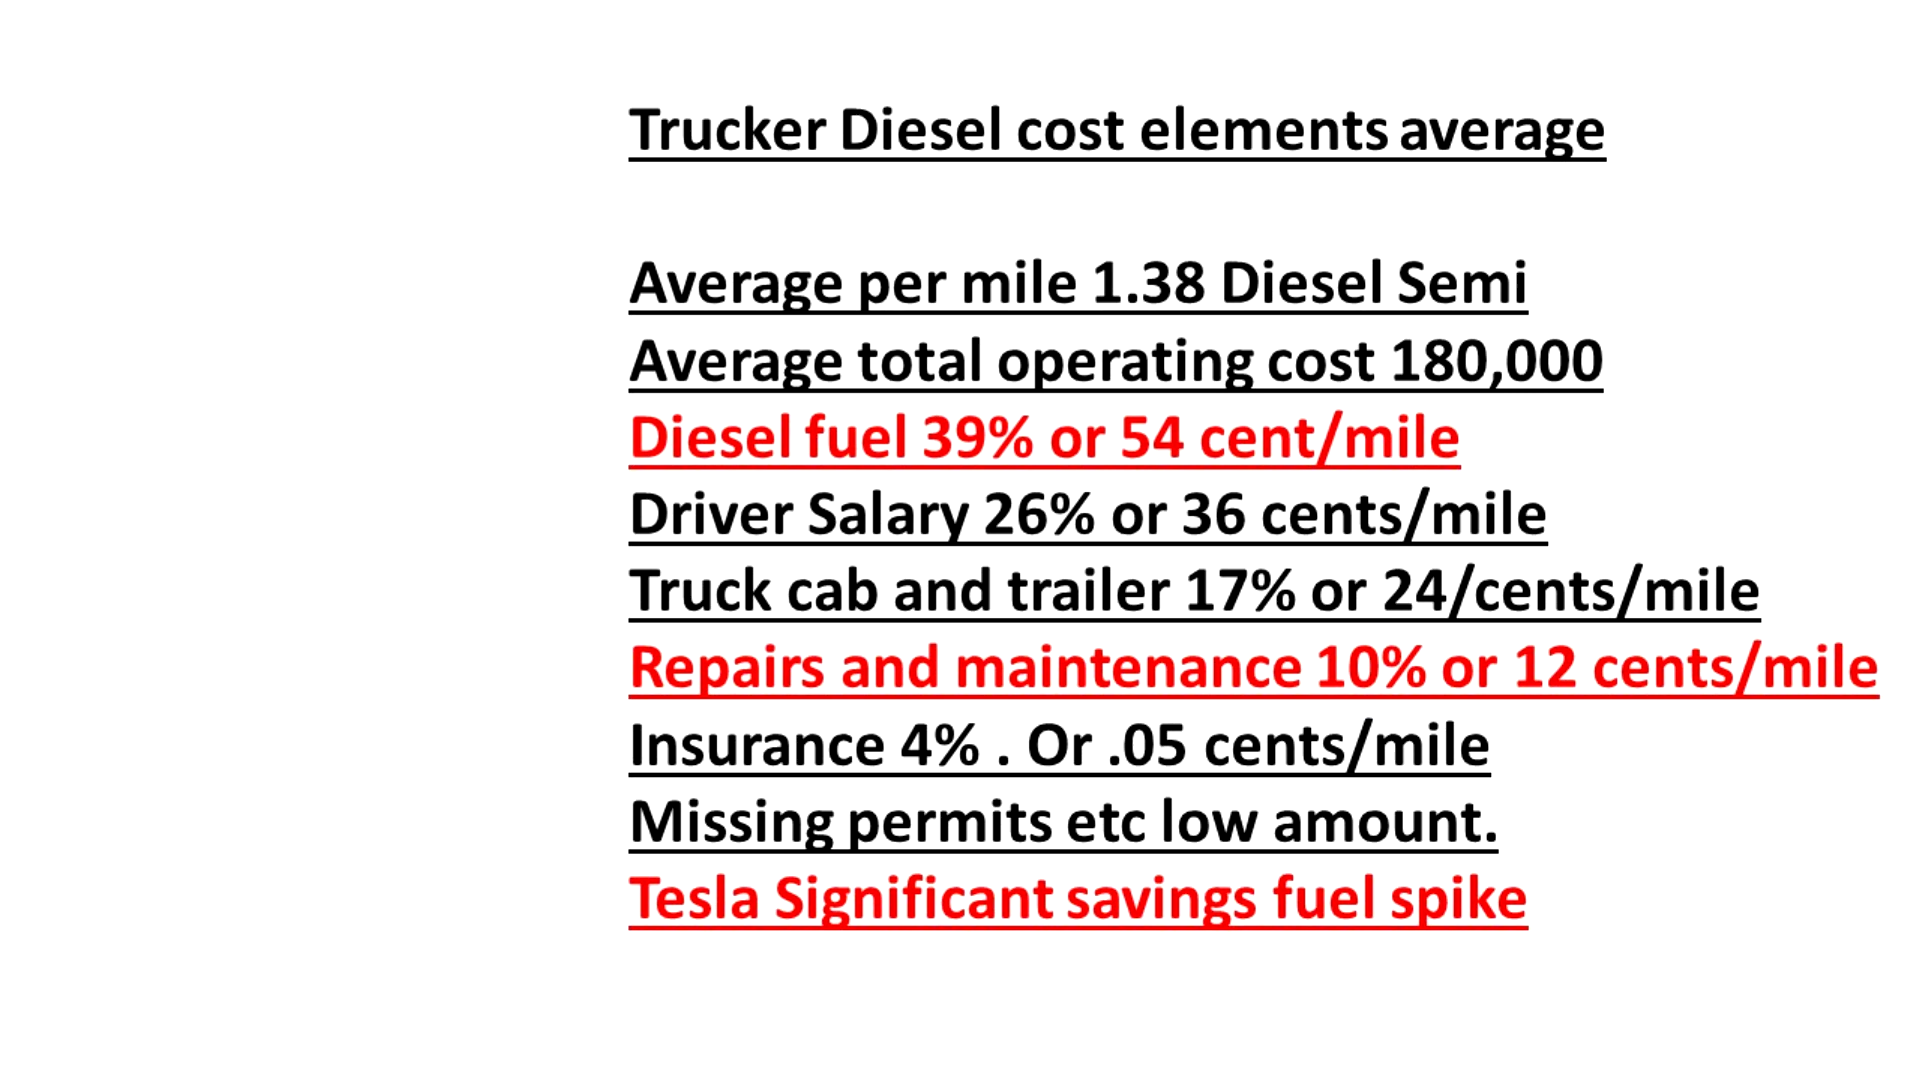 Trucker Diesel cost elements average
Average per mile 1.38 Diesel Semi
Average total operating cost 180,000
Diesel fuel 39% or 54 cent/mile
Driver Salary 26% or 36 cents/mile
Truck cab and trailer 17% or 24/cents/mile
Repairs and maintenance 10% or 12 cents/mile
Insurance 4% . Or .05 cents/mile
Missing permits etc low amount.
Tesla Significant savings fuel spike